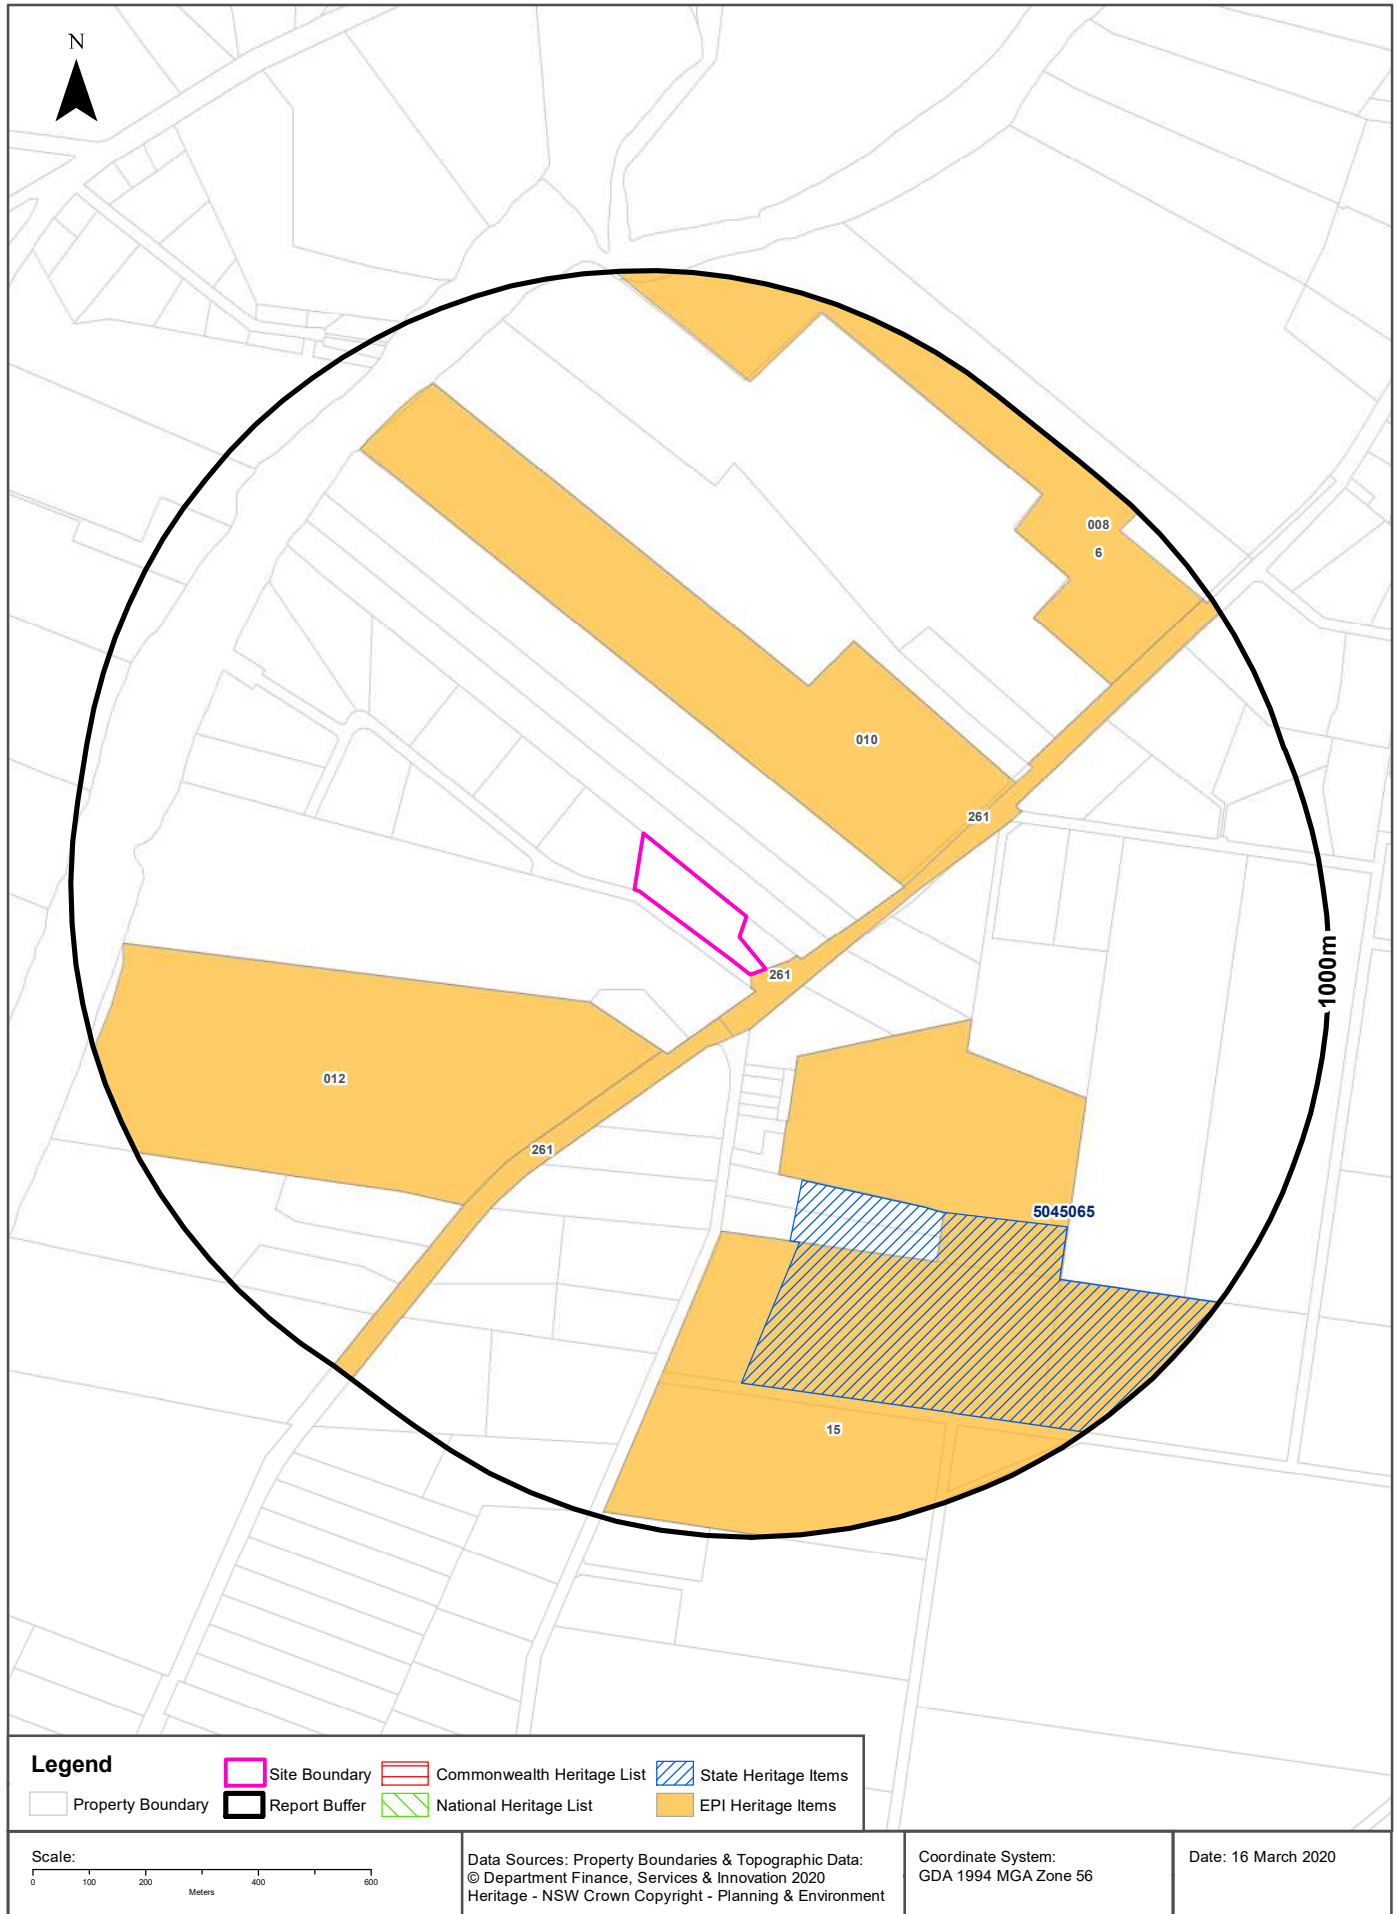 N
008
6
010
261
261
1000m
012
261
5045065
15
Legend
Property Boundary
Site Boundary
Report Buffer
Commonwealth Heritage List
National Heritage List
State Heritage Items
EPI Heritage Items
Scale:
0 100 200 400 600
Meters
Data Sources: Property Boundaries & Topographic Data:
© Department Finance, Services & Innovation 2020
Heritage - NSW Crown Copyright - Planning & Environment
Coordinate System:
GDA 1994 MGA Zone 56
Date: 16 March 2020